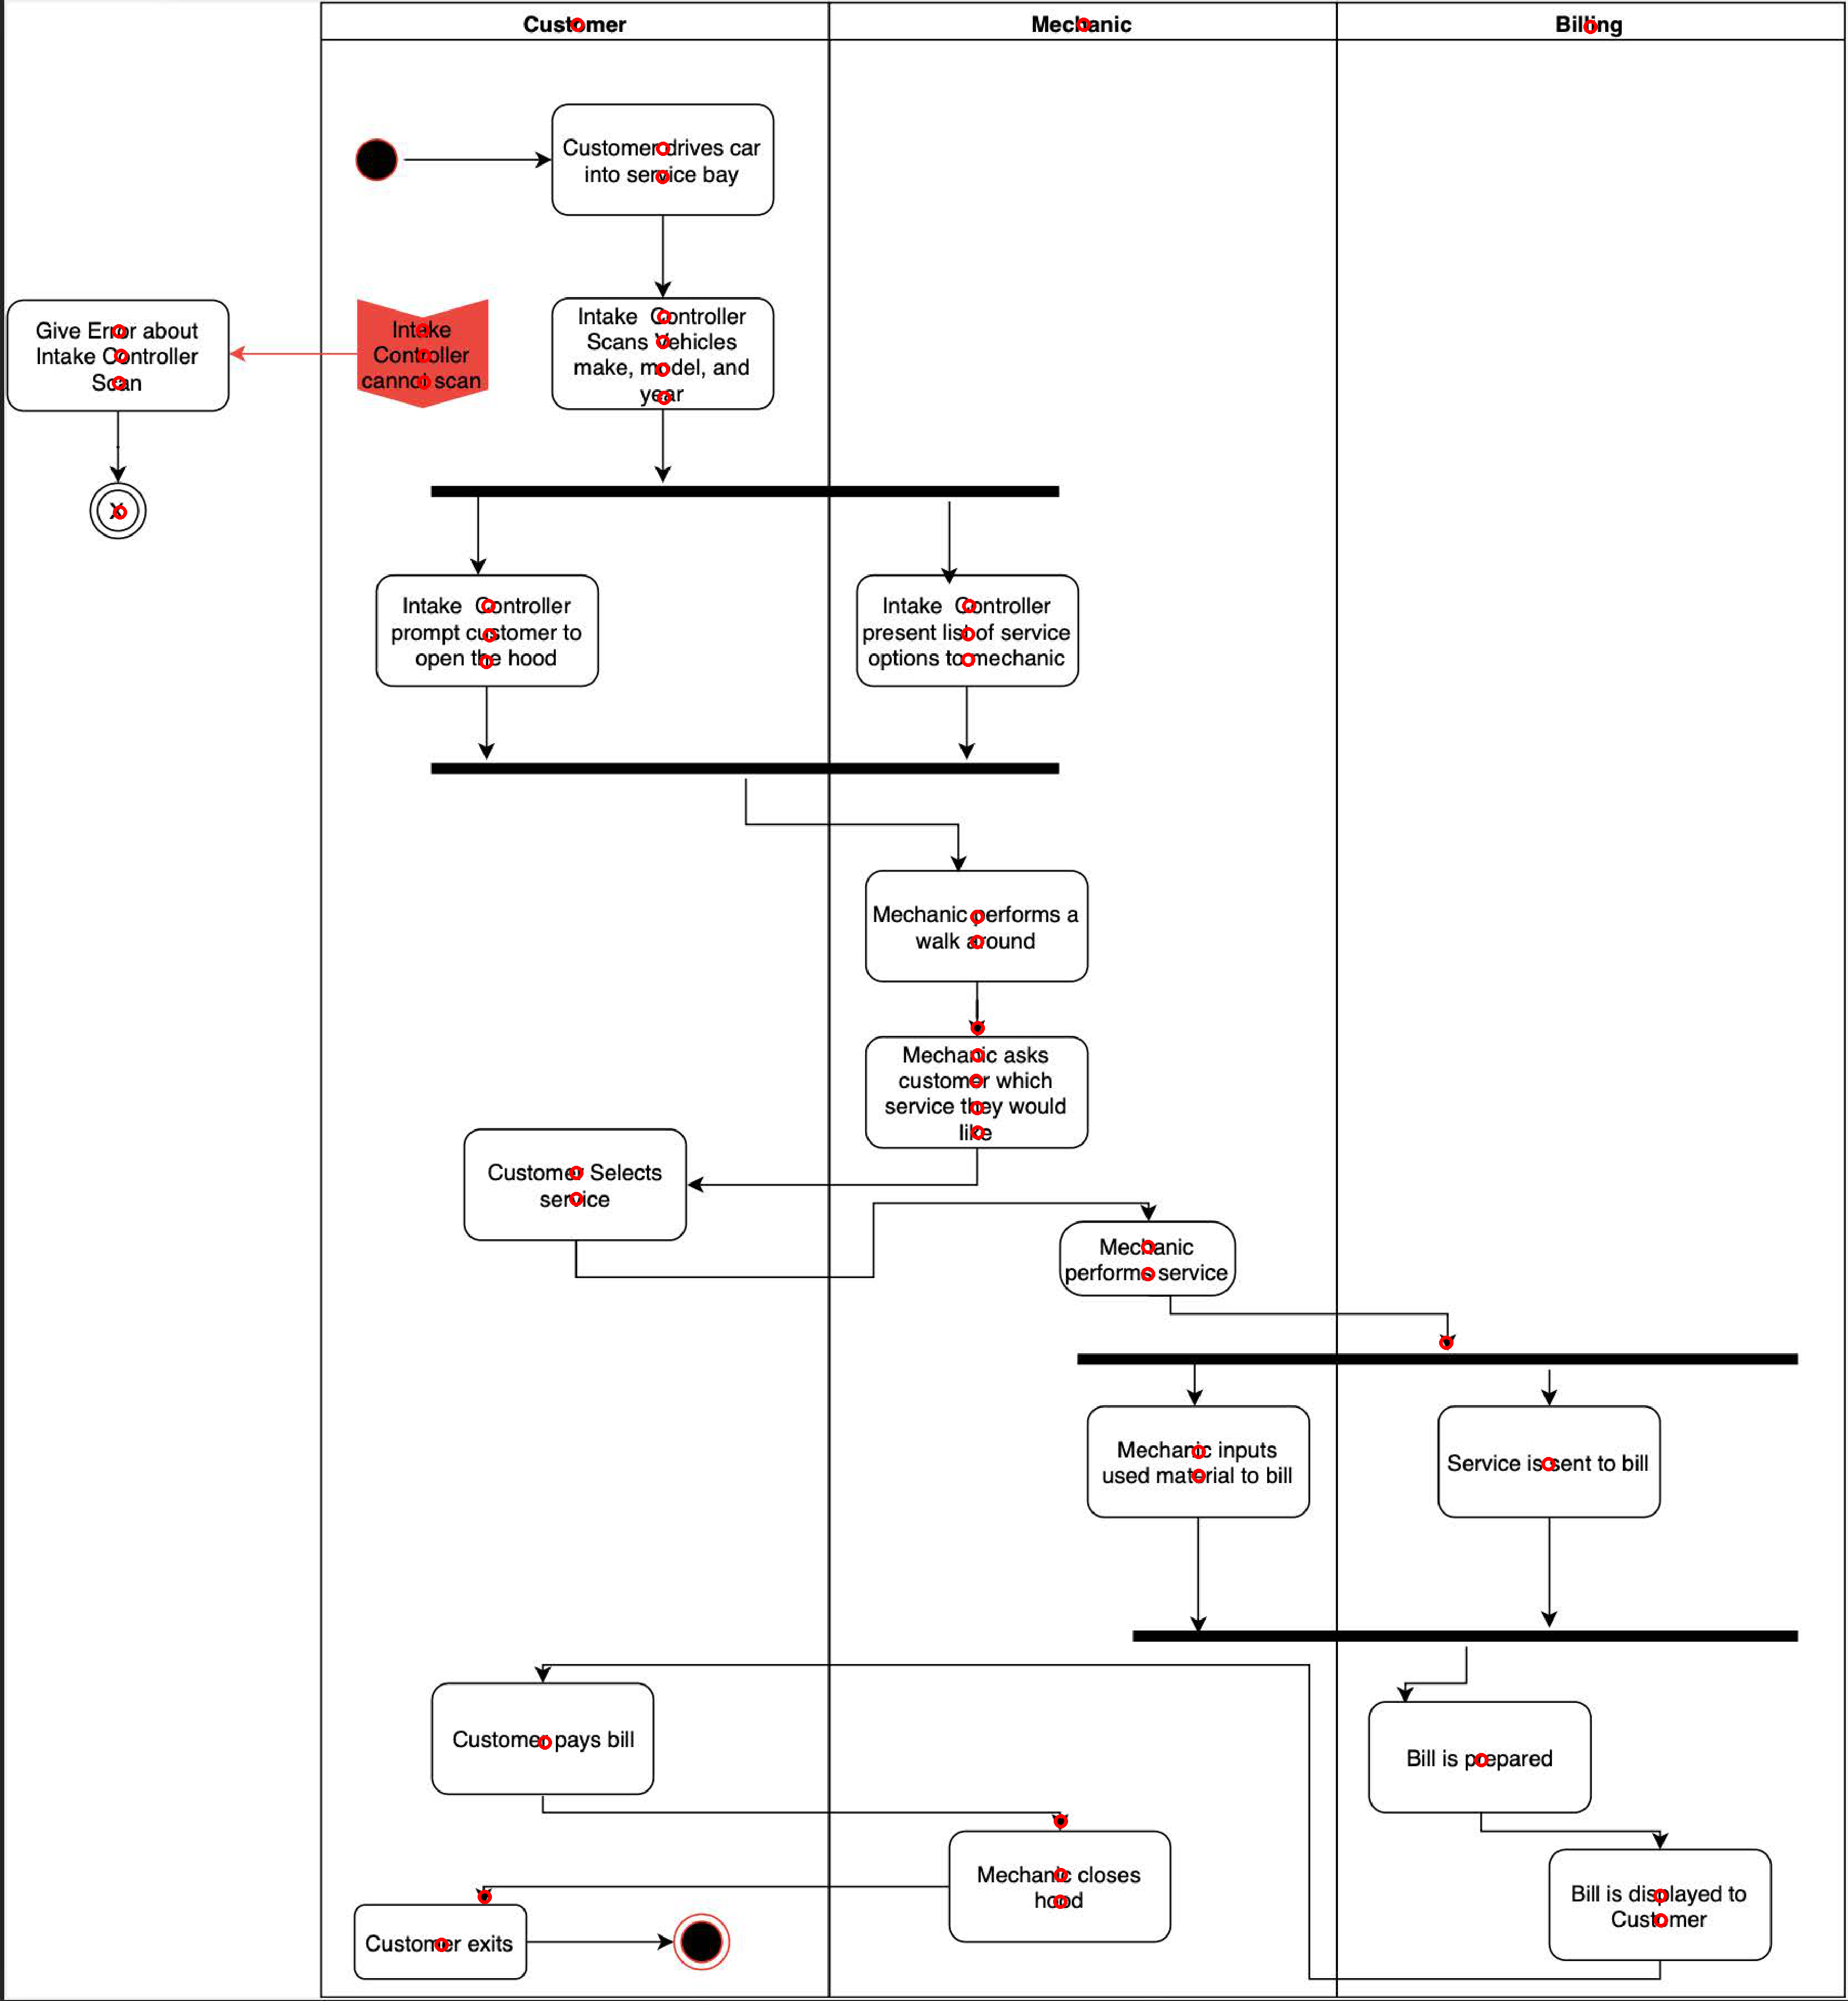 Customer
Mechanic
Billing
Customer drives car
into service bay
Give Error about
Intake Controller
Scan
Intake
Controller
cannot scan
Intake Controller
Scans Vehicles
make, model, and
year
X
Intake Controller
prompt customer to
open the hood
Intake Controller
present list of service
options to mechanic
Mechanic performs a
walk around
Mechanic asks
customer which
service they would
like
Customer Selects
service
Mechanic
performs service
Mechanic inputs
used material to bill
Service is sent to bill
Customer pays bill
Bill is prepared
Mechanic closes
hood
Bill is displayed to
Customer
Customer exits